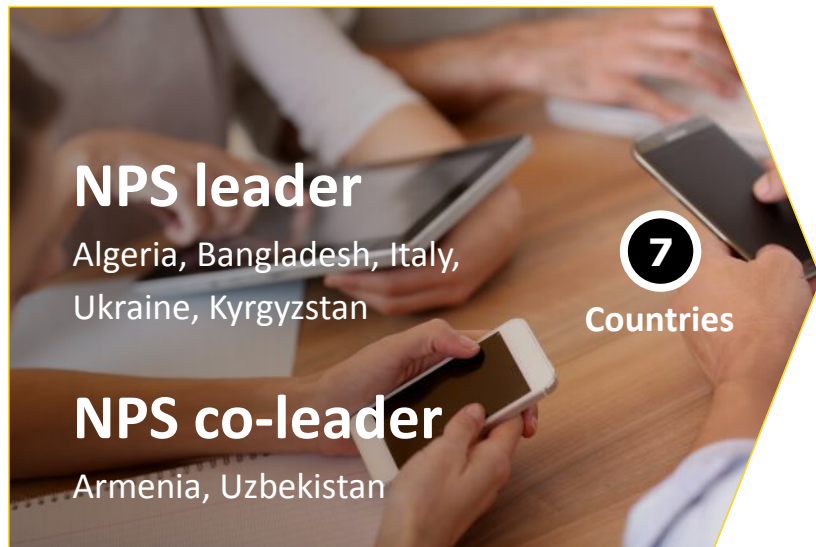 NPS leader
Algeria, Bangladesh, Italy,
Ukraine, Kyrgyzstan
7
Countries
NPS co-leader
Armenia, Uzbekistan